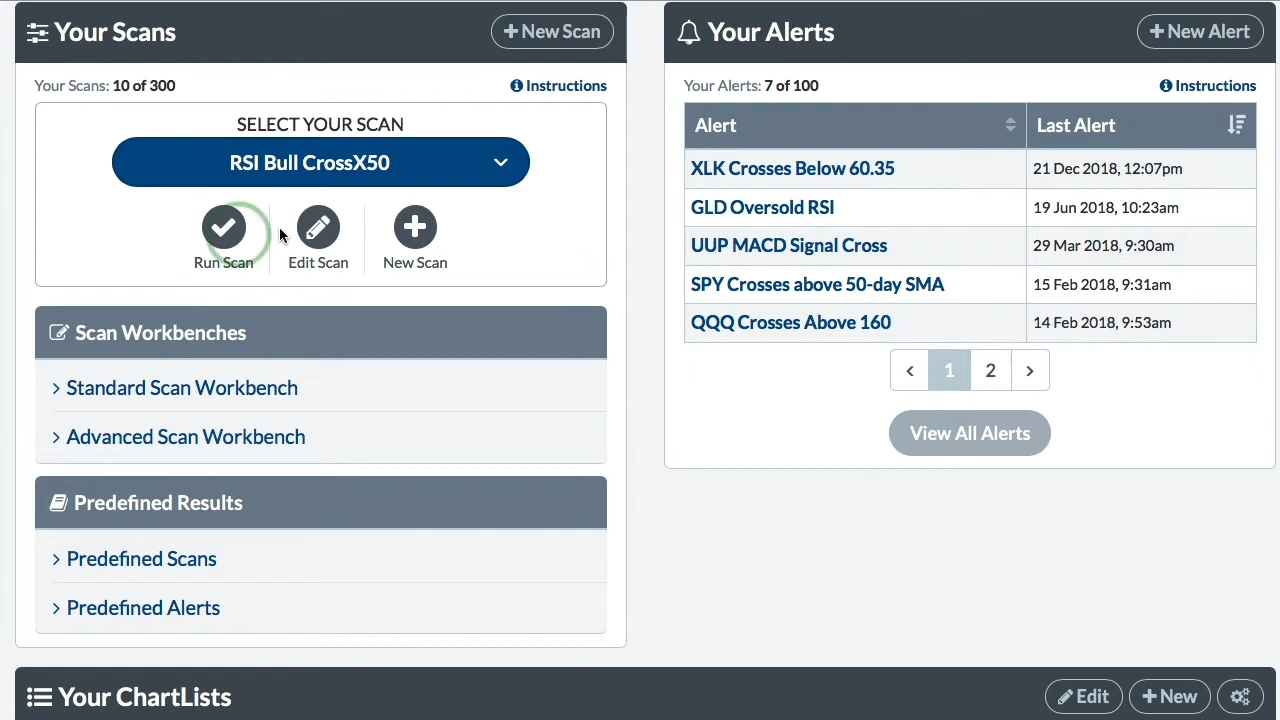 Your Scans
New Scan
Your Scans: 10 of 300
Instructions
SELECT YOUR SCAN
RSI Bull CrossX50
Run Scan
Edit Scan
New Scan
Scan Workbenches
Standard Scan Workbench
Advanced Scan Workbench
Predefined Results
Predefined Scans
Predefined Alerts
Your Alerts
New Alert
Your Alerts: 7 of 100
Instructions
Alert Last Alert
XLK Crosses Below 60.35 21 Dec 2018, 12:07pm
GLD Oversold RSI 19 Jun 2018, 10:23am
UUP MACD Signal Cross 29 Mar 2018, 9:30am
SPY Crosses above 50-day SMA 15 Feb 2018, 9:31am
QQQ Crosses Above 160 14 Feb 2018, 9:53am
1 2
View All Alerts
Your ChartLists
Edit
New